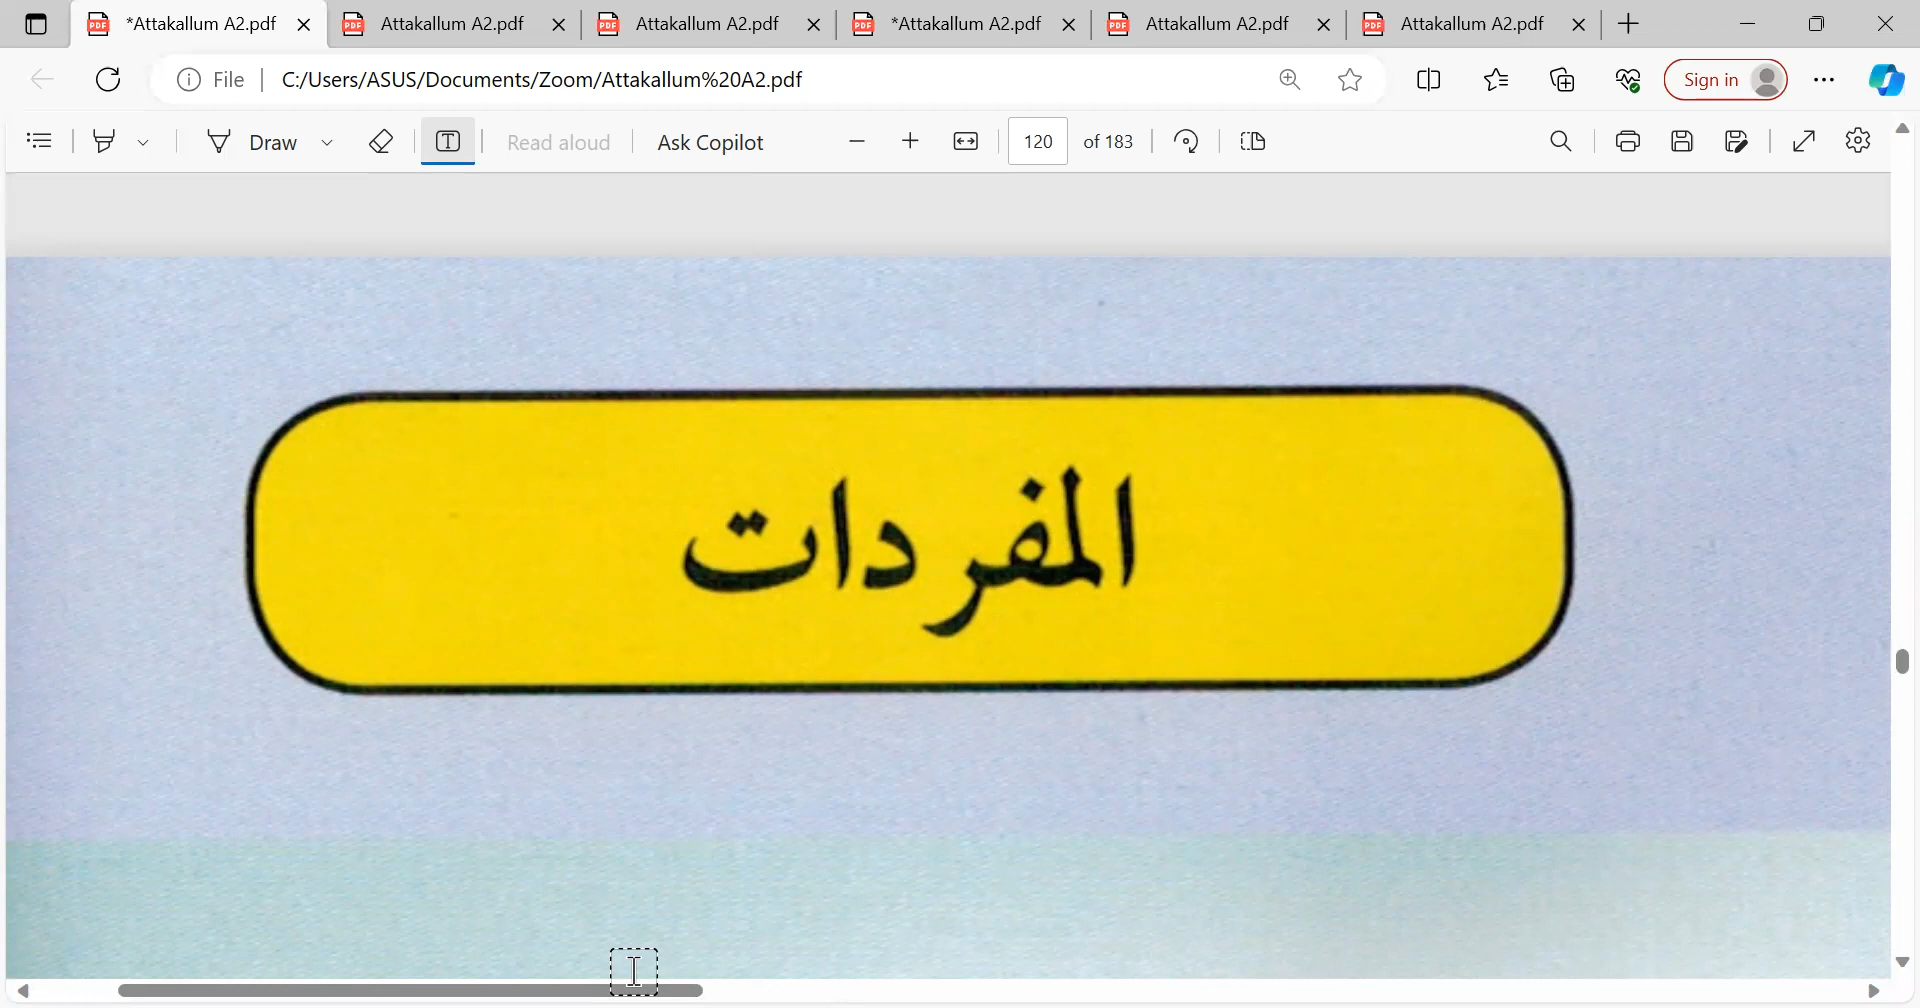 *Attakallum A2.pdf
Attakallum A2.pdf
Attakallum A2.pdf
*Attakallum A2.pdf
Attakallum A2.pdf
Attakallum A2.pdf
File
C:/Users/ASUS/Documents/Zoom/Attakallum%20A2.pdf
Sign in
Draw
Read aloud
Ask Copilot
120 of 183
المفردات